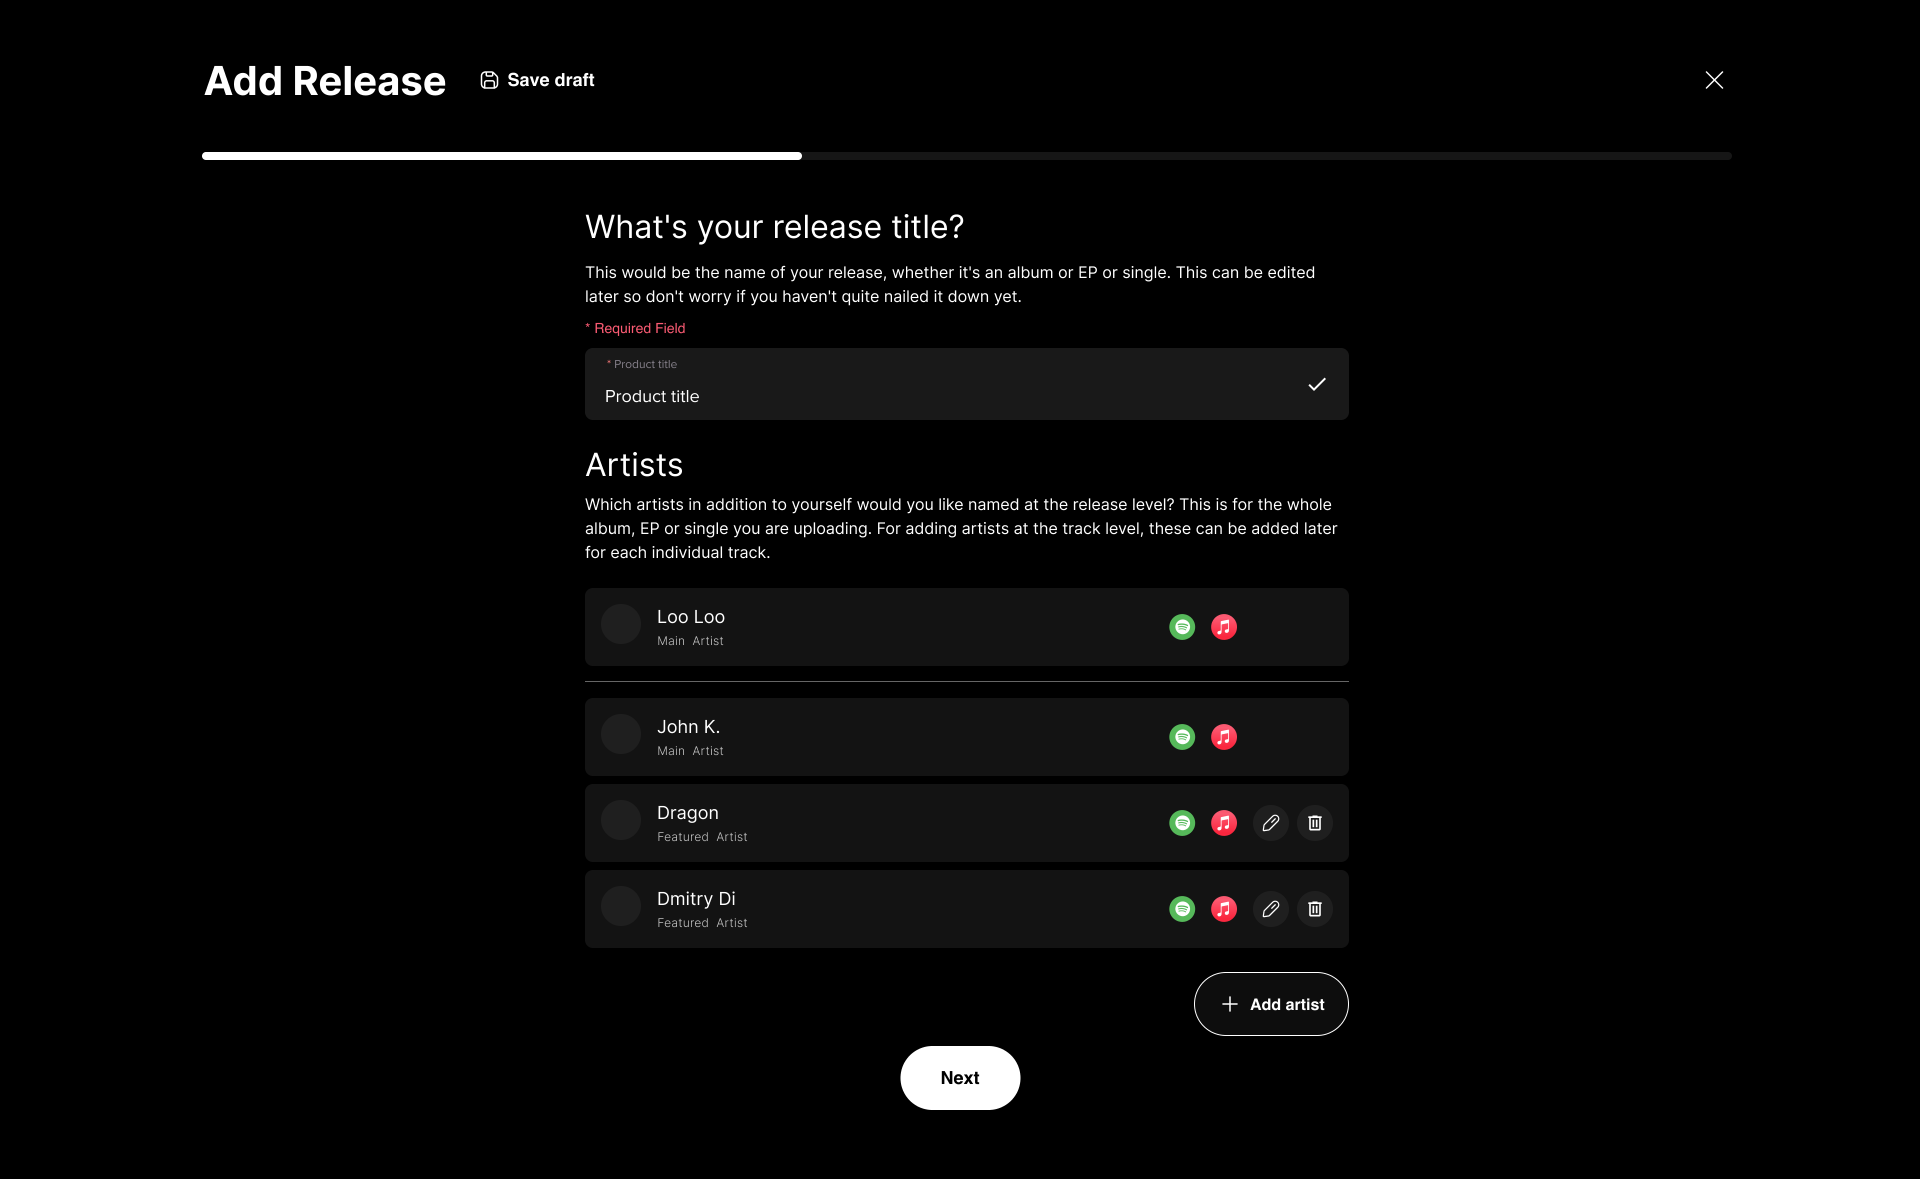 Add Release
Save draft
What's your release title?
This would be the name of your release, whether it's an album or EP or single. This can be edited
later so don't worry if you haven't quite nailed it down yet.
* Required Field
* Product title
Product title
Artists
Which artists in addition to yourself would you like named at the release level? This is for the whole
album, EP or single you are uploading. For adding artists at the track level, these can be added later
for each individual track.
Loo Loo
Main Artist
John K.
Main Artist
Dragon
Featured Artist
Dmitry Di
Featured Artist
Add artist
Next